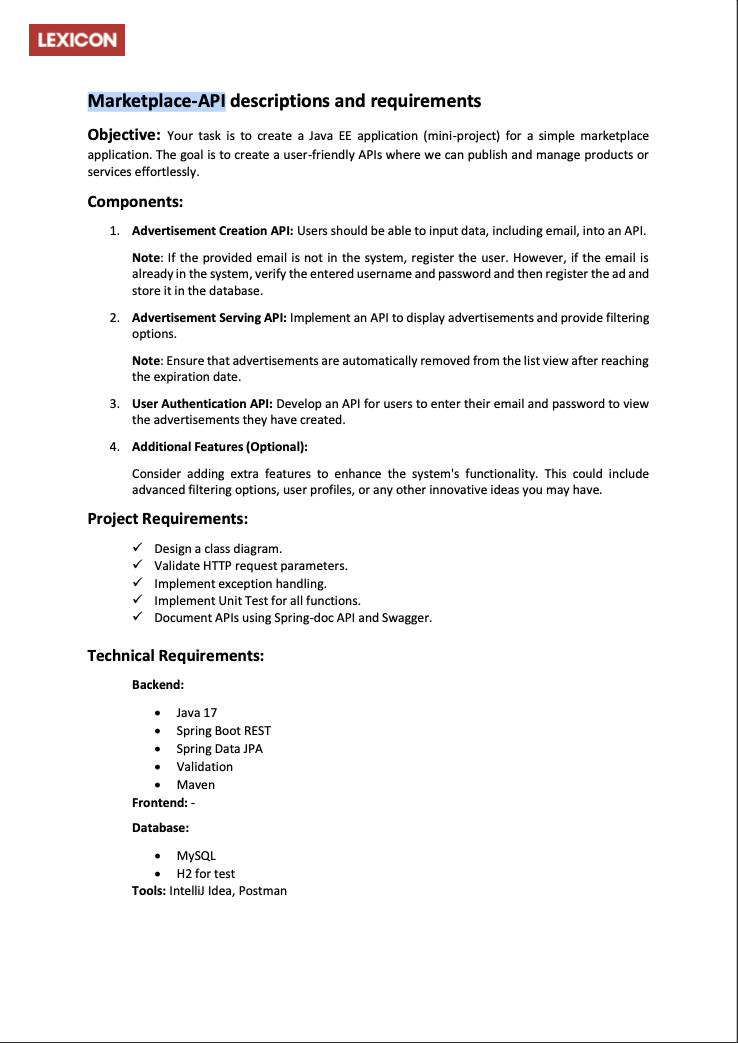 LEXICON
Marketplace-API descriptions and requirements
Objective: Your task is to create a Java EE application (mini-project) for a simple marketplace
application. The goal is to create a user-friendly APIs where we can publish and manage products or
services effortlessly.
Components:
1. Advertisement Creation API: Users should be able to input data, including email, into an API.
Note: If the provided email is not in the system, register the user. However, if the email is
already in the system, verify the entered username and password and then register the ad and
store it in the database.
2. Advertisement Serving API: Implement an API to display advertisements and provide filtering
options.
Note: Ensure that advertisements are automatically removed from the list view after reaching
the expiration date.
3. User Authentication API: Develop an API for users to enter their email and password to view
the advertisements they have created.
4. Additional Features (Optional):
Consider adding extra features to enhance the system's functionality. This could include
advanced filtering options, user profiles, or any other innovative ideas you may have.
Project Requirements:
✓ Design a class diagram.
✓ Validate HTTP request parameters.
✓ Implement exception handling.
✓ Implement Unit Test for all functions.
✓ Document APIs using Spring-doc API and Swagger.
Technical Requirements:
Backend:
• Java 17
• Spring Boot REST
• Spring Data JPA
• Validation
• Maven
Frontend: -
Database:
• MySQL
• H2 for test
Tools: IntelliJ Idea, Postman